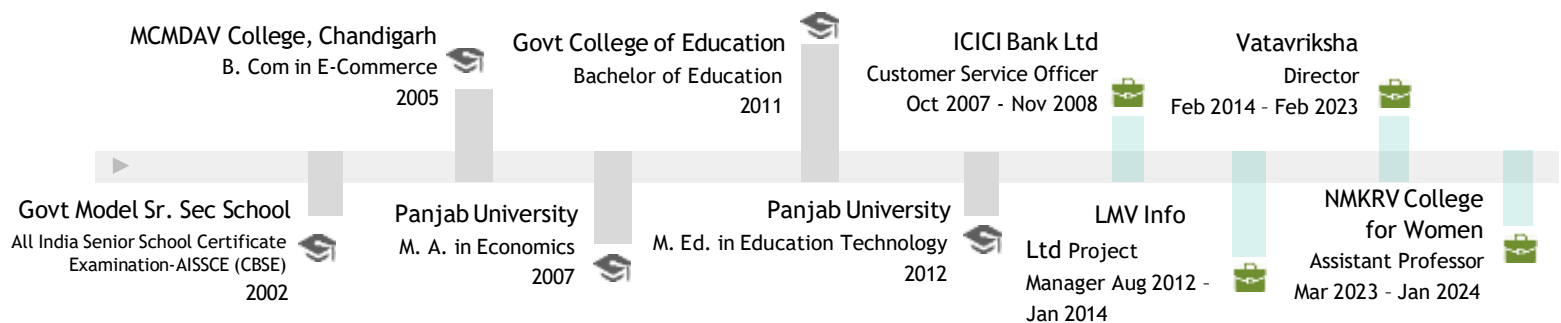 MCMDAV College, Chandigarh
B. Com in E-Commerce
2005
Govt College of Education
Bachelor of Education
2011
ICICI Bank Ltd
Customer Service Officer
Oct 2007 - Nov 2008
Vatavriksha
Director
Feb 2014 – Feb 2023
Govt Model Sr. Sec School
All India Senior School Certificate
Examination-AISSCE (CBSE)
2002
Panjab University
M. A. in Economics
2007
Panjab University
M. Ed. in Education Technology
2012
LMV Info
Ltd Project
Manager Aug 2012 –
Jan 2014
NMKRV College
for Women
Assistant Professor
Mar 2023 – Jan 2024